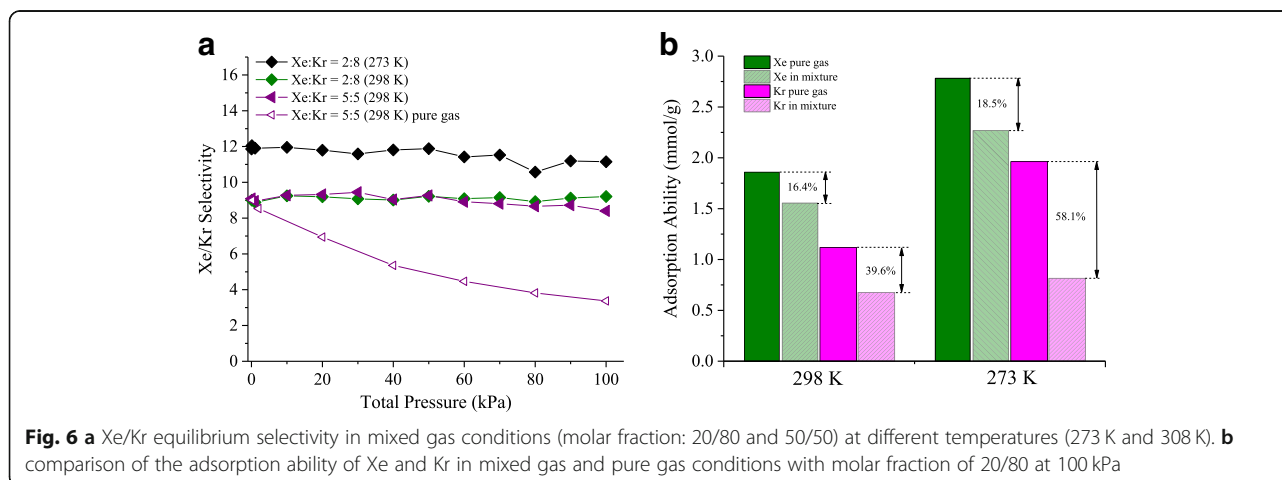 a
Xe:Kr = 2:8 (273 K)
Xe:Kr = 2:8 (298 K)
Xe:Kr = 5:5 (298 K)
Xe:Kr = 5:5 (298 K) pure gas
Xe/Kr Selectivity
16
14
12
10
8
6
4
2
0
0
20
40
60
80
100
Total Pressure (kPa)
b
Xe pure gas
Xe in mixture
Kr pure gas
Kr in mixture
Adsorption Ability (mmol/g)
3.0
2.5
2.0
1.5
1.0
0.5
0.0
16.4%
39.6%
18.5%
58.1%
298 K
273 K
Fig. 6 a Xe/Kr equilibrium selectivity in mixed gas conditions (molar fraction: 20/80 and 50/50) at different temperatures (273 K and 308 K). b
comparison of the adsorption ability of Xe and Kr in mixed gas and pure gas conditions with molar fraction of 20/80 at 100 kPa